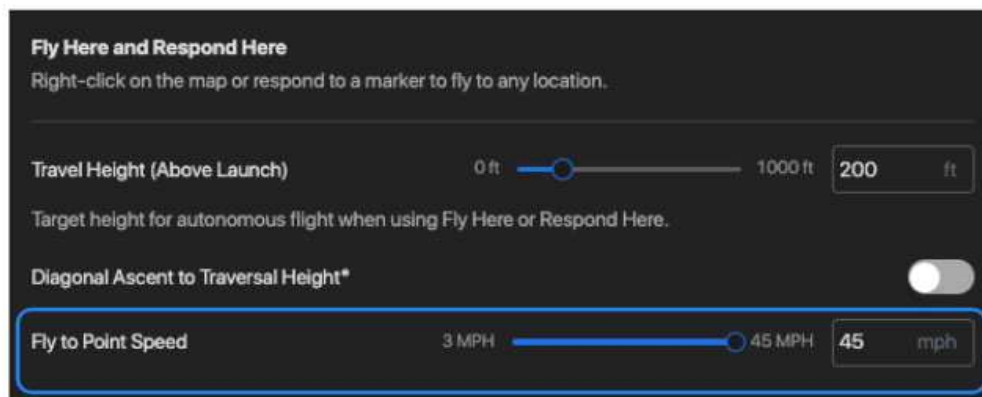 Fly Here and Respond Here
Right-click on the map or respond to a marker to fly to any location.
Travel Height (Above Launch) 0 ft 1000 ft 200 ft
Target height for autonomous flight when using Fly Here or Respond Here.
Diagonal Ascent to Traversal Height*
Fly to Point Speed 3 MPH 45 MPH 45 mph